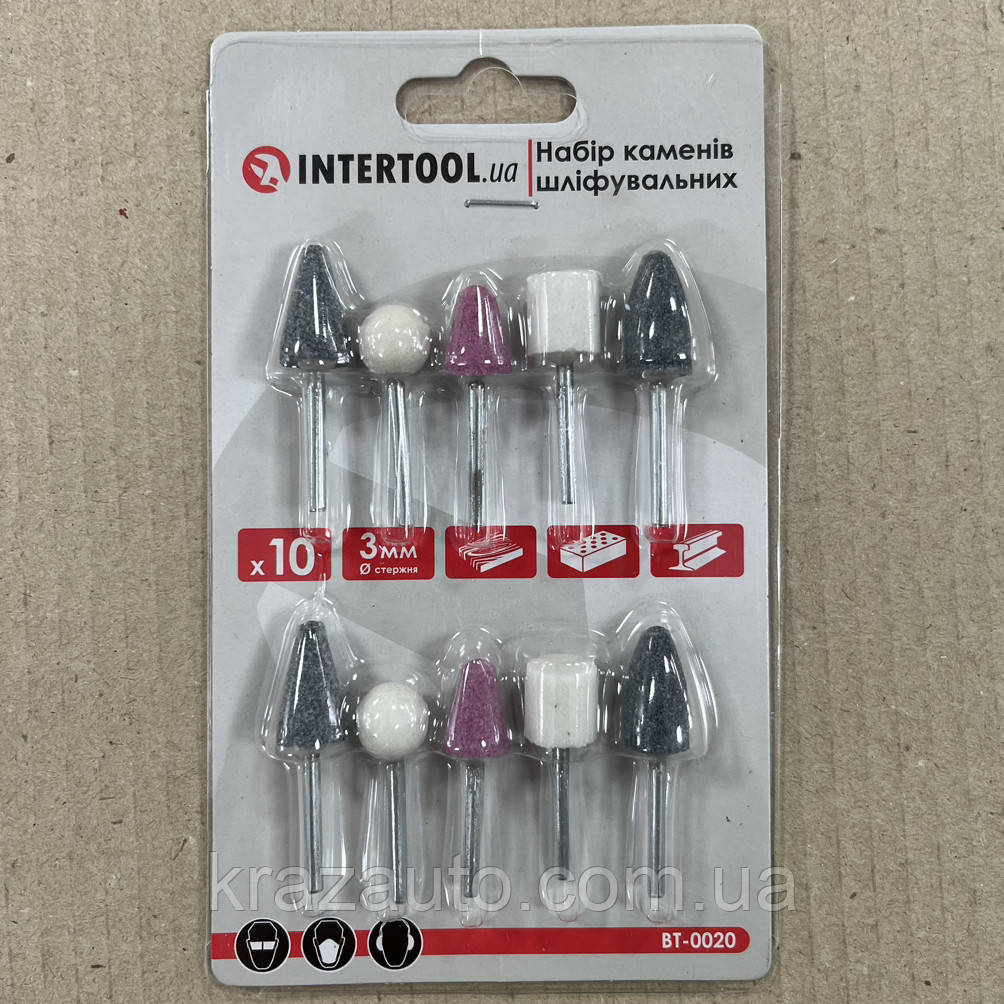 INTERTOOL.ua
Набір каменів
шліфувальних
x10
3мм
Ø стержня
krazauto.com.ua
BT-0020